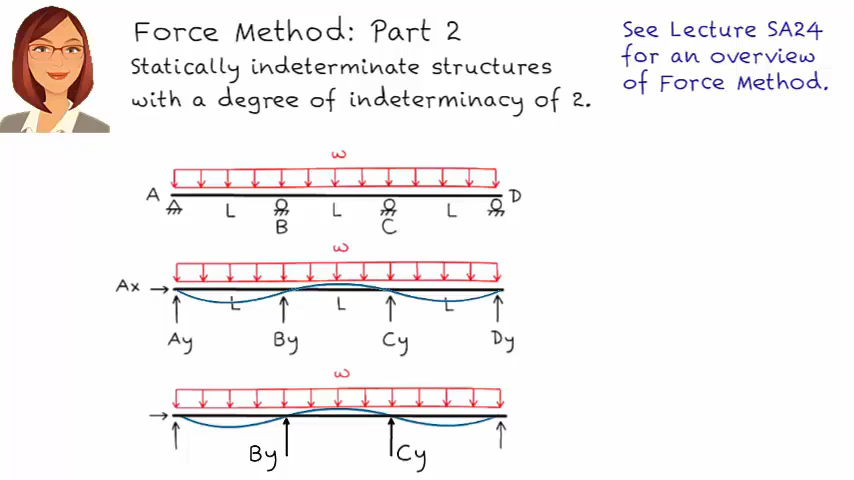 Force Method: Part 2
Statically indeterminate structures
with a degree of indeterminacy of 2.
See Lecture SA24
for an overview
of Force Method.
w
A D
L L L
B C
w
Ax
L L L
Ay By Cy Dy
w
By Cy